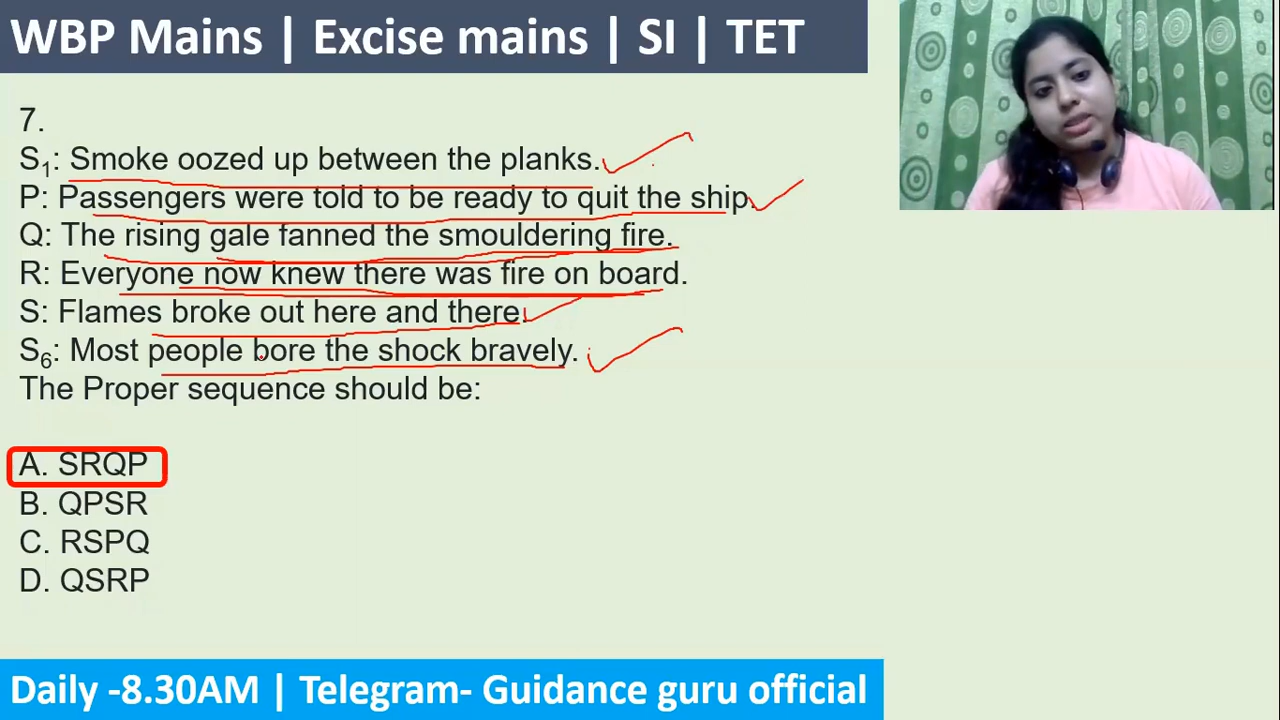 WBP Mains | Excise mains | SI | TET
7.
S₁: Smoke oozed up between the planks.
P: Passengers were told to be ready to quit the ship.
Q: The rising gale fanned the smouldering fire.
R: Everyone now knew there was fire on board.
S: Flames broke out here and there.
S₆: Most people bore the shock bravely.
The Proper sequence should be:
A. SRQP
B. QPSR
C. RSPQ
D. QSRP
Daily -8.30AM | Telegram- Guidance guru official